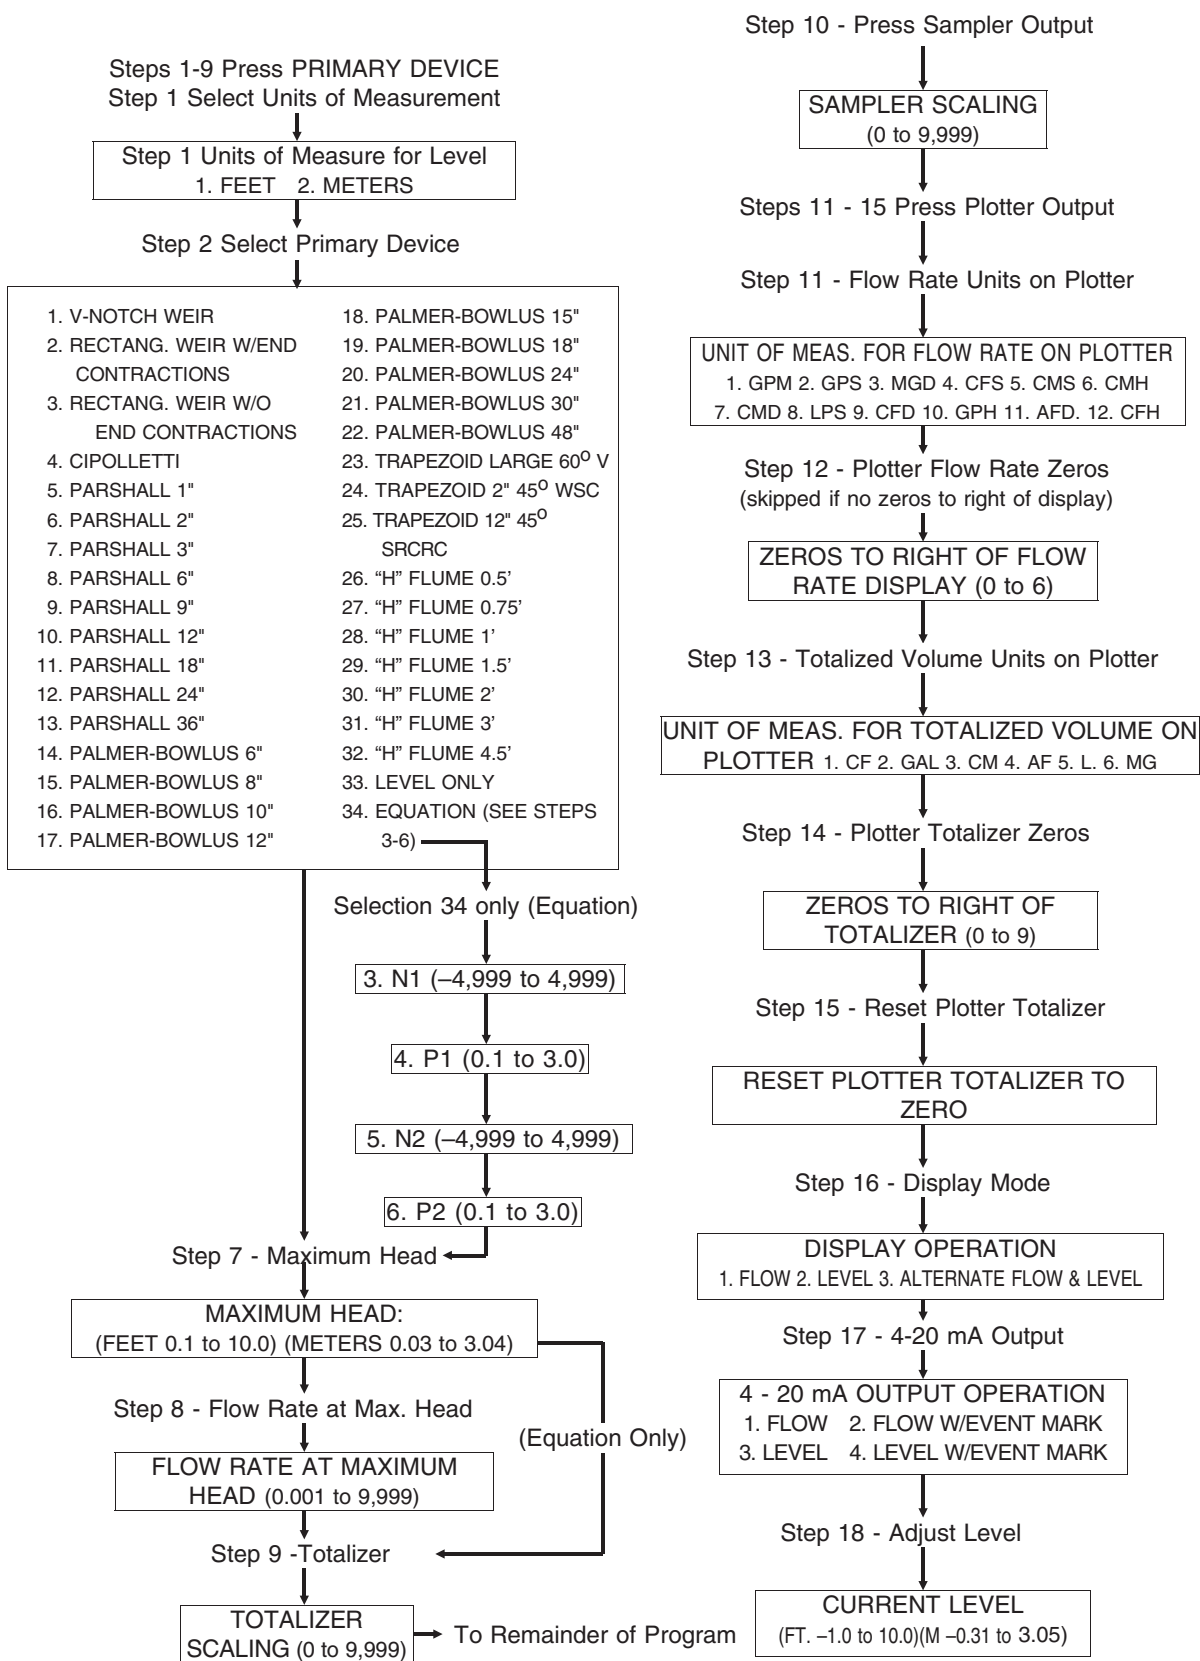 Steps 1-9 Press PRIMARY DEVICE
Step 1 Select Units of Measurement
Step 1 Units of Measure for Level
1. FEET 2. METERS
Step 2 Select Primary Device
1. V-NOTCH WEIR
2. RECTANG. WEIR W/END
CONTRACTIONS
3. RECTANG. WEIR W/O
END CONTRACTIONS
4. CIPOLLETTI
5. PARSHALL 1"
6. PARSHALL 2"
7. PARSHALL 3"
8. PARSHALL 6"
9. PARSHALL 9"
10. PARSHALL 12"
11. PARSHALL 18"
12. PARSHALL 24"
13. PARSHALL 36"
14. PALMER-BOWLUS 6"
15. PALMER-BOWLUS 8"
16. PALMER-BOWLUS 10"
17. PALMER-BOWLUS 12"
18. PALMER-BOWLUS 15"
19. PALMER-BOWLUS 18"
20. PALMER-BOWLUS 24"
21. PALMER-BOWLUS 30"
22. PALMER-BOWLUS 48"
23. TRAPEZOID LARGE 60º V
24. TRAPEZOID 2" 45º WSC
25. TRAPEZOID 12" 45º
SRCRC
26. “H” FLUME 0.5’
27. “H” FLUME 0.75’
28. “H” FLUME 1’
29. “H” FLUME 1.5’
30. “H” FLUME 2’
31. “H” FLUME 3’
32. “H” FLUME 4.5’
33. LEVEL ONLY
34. EQUATION (SEE STEPS
3-6)
Selection 34 only (Equation)
3. N1 (–4,999 to 4,999)
4. P1 (0.1 to 3.0)
5. N2 (–4,999 to 4,999)
6. P2 (0.1 to 3.0)
Step 7 - Maximum Head
MAXIMUM HEAD:
(FEET 0.1 to 10.0) (METERS 0.03 to 3.04)
Step 8 - Flow Rate at Max. Head
(Equation Only)
FLOW RATE AT MAXIMUM
HEAD (0.001 to 9,999)
Step 9 -Totalizer
TOTALIZER
SCALING (0 to 9,999)
To Remainder of Program
Step 10 - Press Sampler Output
SAMPLER SCALING
(0 to 9,999)
Steps 11 - 15 Press Plotter Output
Step 11 - Flow Rate Units on Plotter
UNIT OF MEAS. FOR FLOW RATE ON PLOTTER
1. GPM 2. GPS 3. MGD 4. CFS 5. CMS 6. CMH
7. CMD 8. LPS 9. CFD 10. GPH 11. AFD. 12. CFH
Step 12 - Plotter Flow Rate Zeros
(skipped if no zeros to right of display)
ZEROS TO RIGHT OF FLOW
RATE DISPLAY (0 to 6)
Step 13 - Totalized Volume Units on Plotter
UNIT OF MEAS. FOR TOTALIZED VOLUME ON
PLOTTER 1. CF 2. GAL 3. CM 4. AF 5. L. 6. MG
Step 14 - Plotter Totalizer Zeros
ZEROS TO RIGHT OF
TOTALIZER (0 to 9)
Step 15 - Reset Plotter Totalizer
RESET PLOTTER TOTALIZER TO
ZERO
Step 16 - Display Mode
DISPLAY OPERATION
1. FLOW 2. LEVEL 3. ALTERNATE FLOW & LEVEL
Step 17 - 4-20 mA Output
4 - 20 mA OUTPUT OPERATION
1. FLOW 2. FLOW W/EVENT MARK
3. LEVEL 4. LEVEL W/EVENT MARK
Step 18 - Adjust Level
CURRENT LEVEL
(FT. –1.0 to 10.0)(M –0.31 to 3.05)